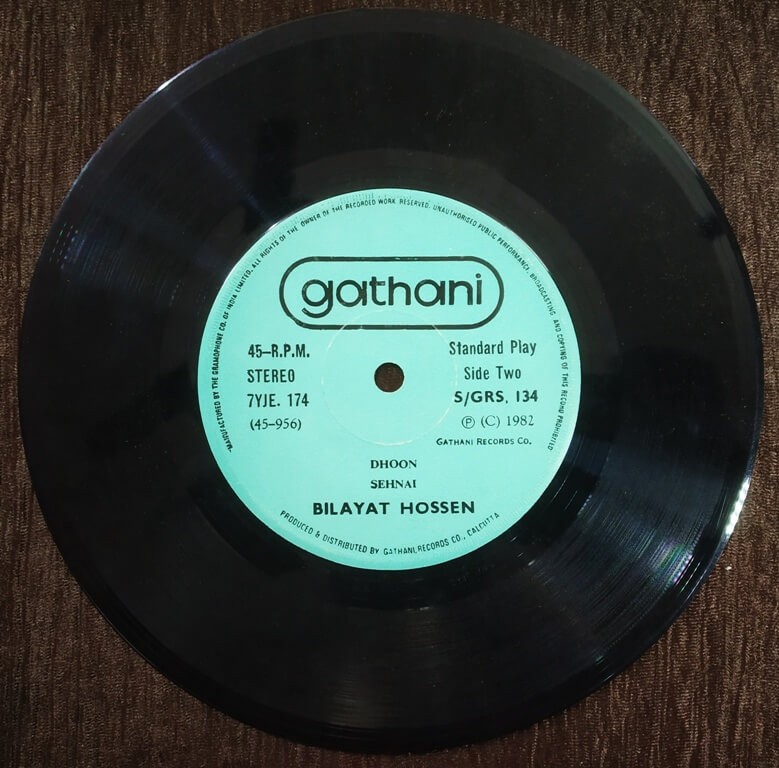 "MANUFACTURED BY THE GRAMOPHONE CO. OF INDIA LIMITED. ALL RIGHTS OF THE OWNER OF THE RECORDED WORK RESERVED. UNAUTHORISED PUBLIC PERFORMANCE, BROADCASTING AND COPYING OF THIS RECORD PROHIBITED
gathani
45–R.P.M.
STEREO
7YJE. 174
(45–956)
Standard Play
Side Two
S/GRS, 134
Ⓟ (C) 1982
GATHANI RECORDS CO.
DHOON
SEHNAI
BILAYAT HOSSEN
PRODUCED & DISTRIBUTED BY GATHANI RECORDS CO., CALCUTTA